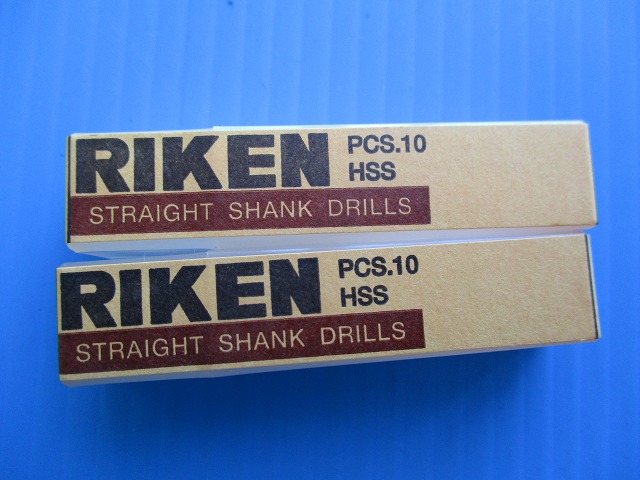 RIKEN PCS.10
HSS
STRAIGHT SHANK DRILLS
RIKEN PCS.10
HSS
STRAIGHT SHANK DRILLS